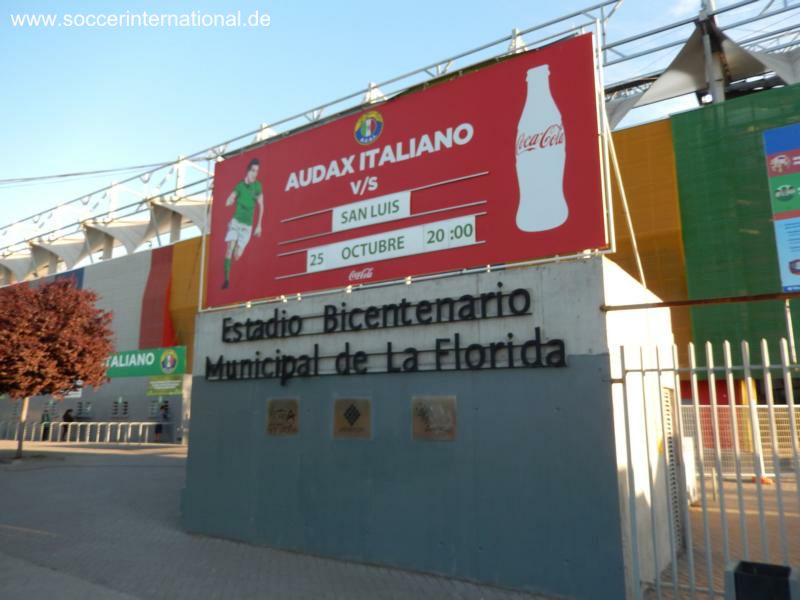 www.soccerinternational.de
AUDAX ITALIANO
V/S
SAN LUIS
25 OCTUBRE 20:00
Coca-Cola
Coca-Cola
Estadio Bicentenario
Municipal de La Florida
ITALIANO